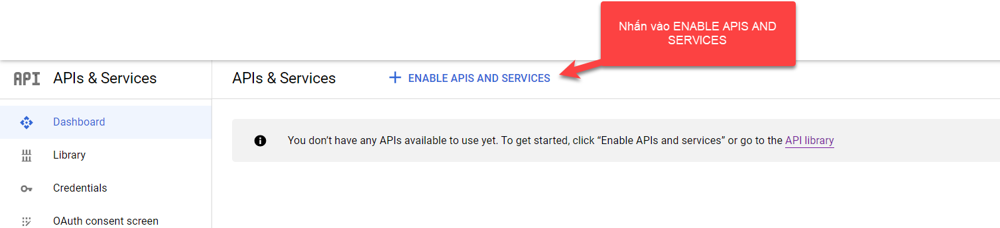 Nhấn vào ENABLE APIS AND
SERVICES
API APIs & Services
APIs & Services
+ ENABLE APIS AND SERVICES
Dashboard
You don’t have any APIs available to use yet. To get started, click “Enable APIs and services” or go to the API library
Library
Credentials
OAuth consent screen